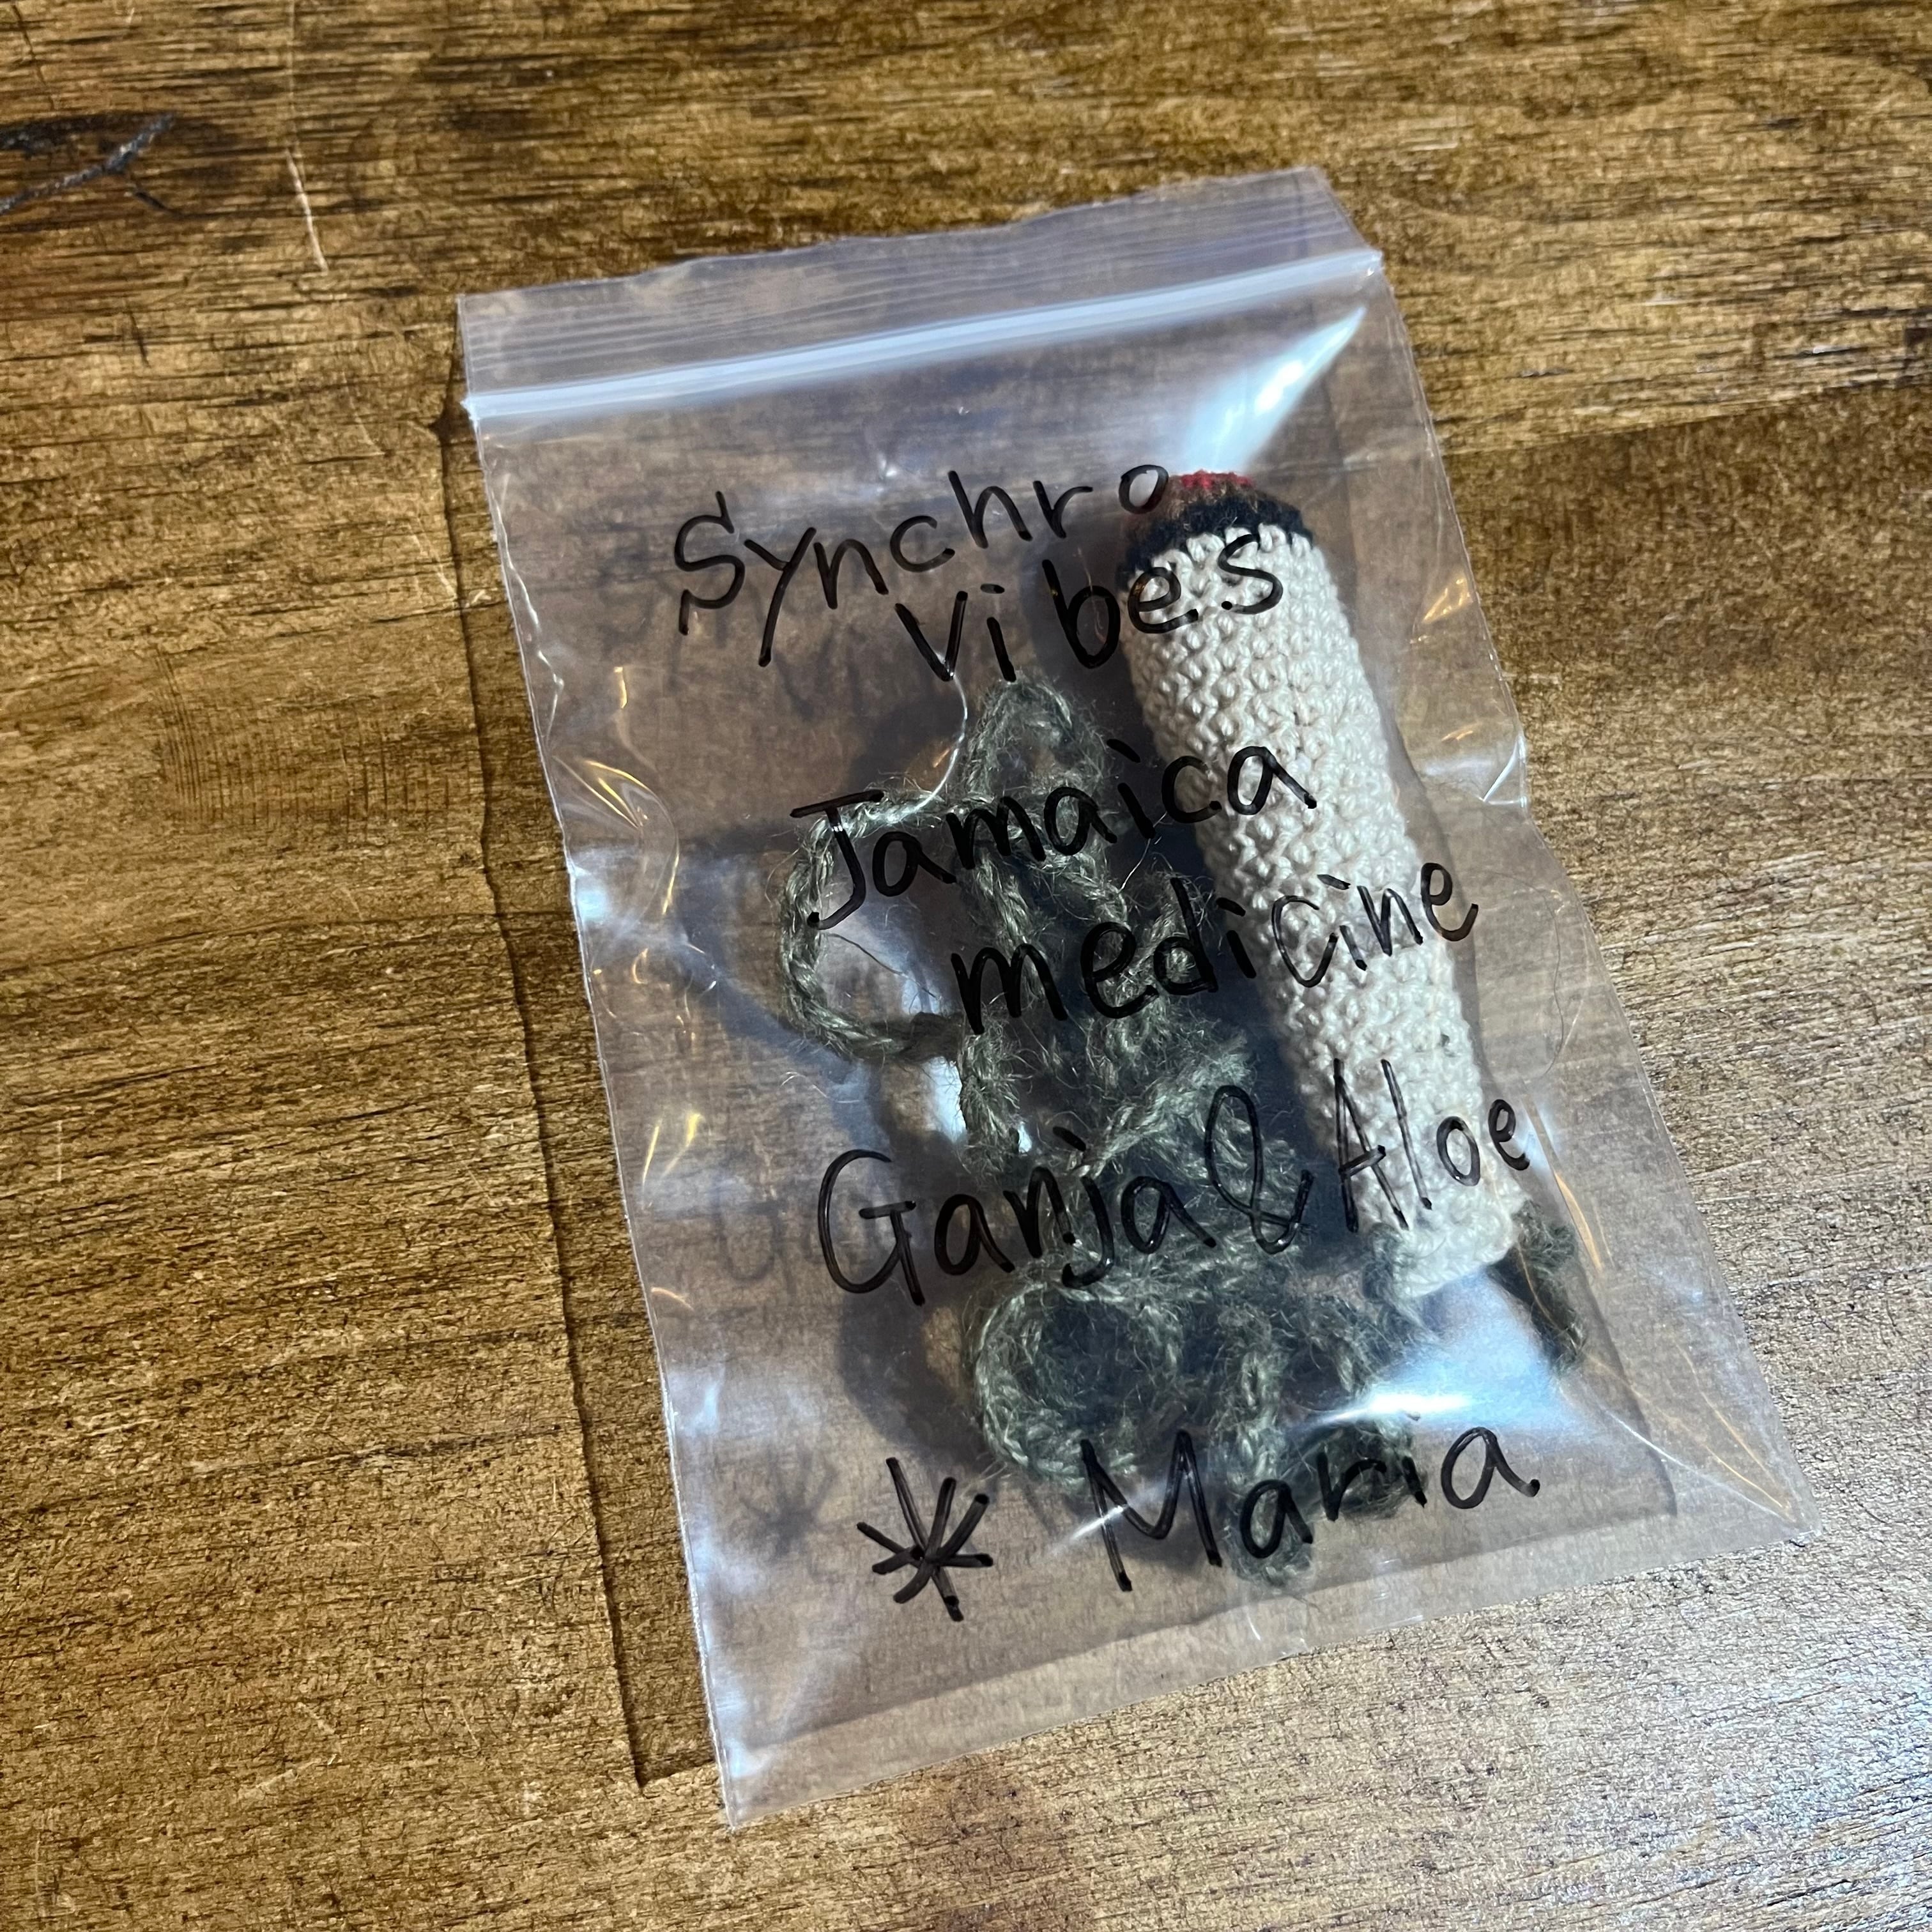 Synchro
vibes
Jamaica
medicine
Ganja & Aloe
Maria